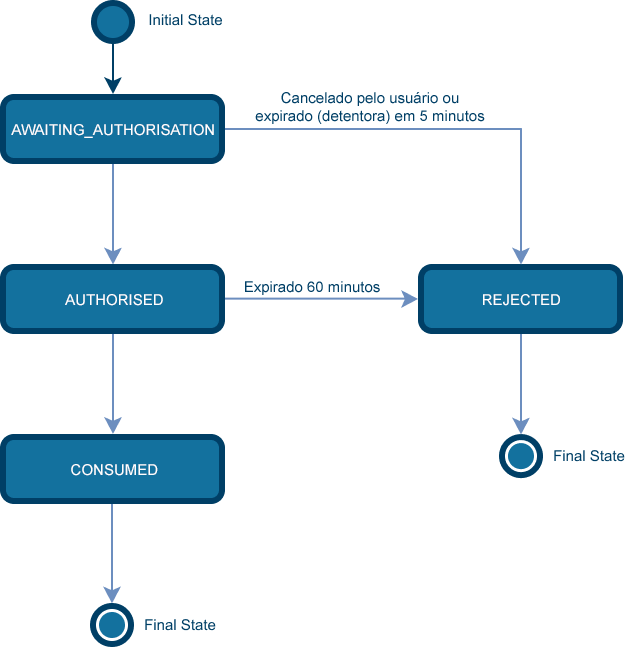 Initial State
Cancelado pelo usuário ou
expirado (detentora) em 5 minutos
AWAITING_AUTHORISATION
AUTHORISED
Expirado 60 minutos
REJECTED
CONSUMED
Final State
Final State